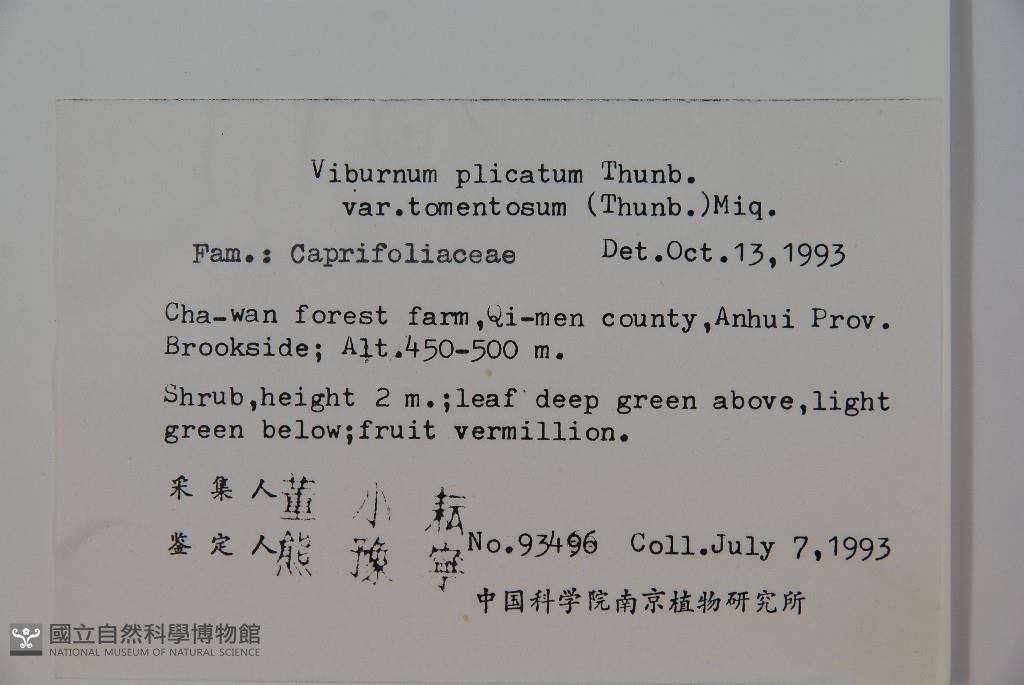 Viburnum plicatum Thunb.
var.tomentosum (Thunb.)Miq.
Fam.: Caprifoliaceae Det.Oct.13,1993
Cha-wan forest farm,Qi-men county,Anhui Prov.
Brookside; Alt.450-500 m.
Shrub,height 2 m.;leaf deep green above,light
green below;fruit vermillion.
采集人 董小耘
鉴定人 熊豫宁 No.93496 Coll.July 7,1993
中国科学院南京植物研究所
國立自然科學博物館
NATIONAL MUSEUM OF NATURAL SCIENCE